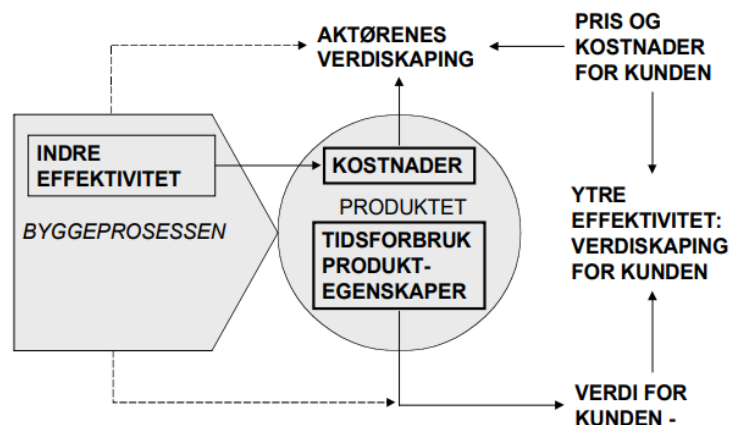 AKTØRENES
VERDISKAPING
PRIS OG
KOSTNADER
FOR KUNDEN
INDRE
EFFEKTIVITET
BYGGEPROSESSEN
KOSTNADER
PRODUKTET
TIDSFORBRUK
PRODUKT-
EGENSKAPER
YTRE
EFFEKTIVITET:
VERDISKAPING
FOR KUNDEN
VERDI FOR
KUNDEN -